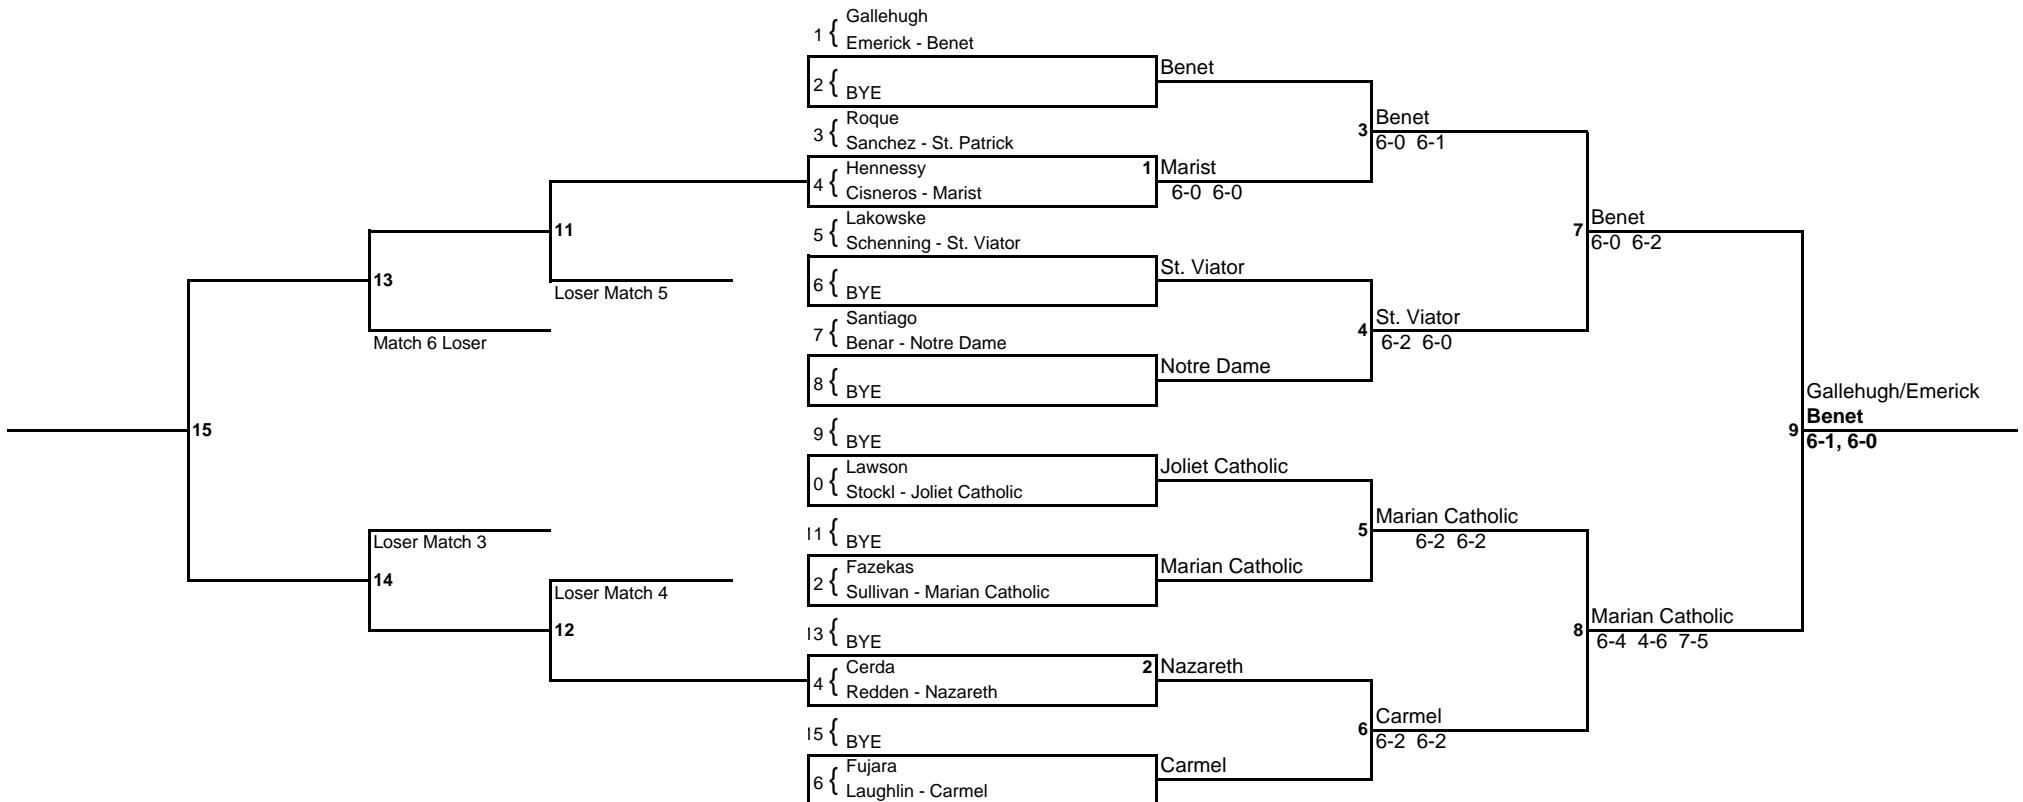 Gallehugh
1 {
Emerick - Benet
Benet
2 {
BYE
Roque
Benet
3 {
3
Sanchez - St. Patrick
6-0 6-1
Hennessy
1
Marist
4 {
Cisneros - Marist
6-0 6-0
Lakowske
Benet
11
5 {
7
Schenning - St. Viator
6-0 6-2
St. Viator
13
6 {
BYE
Loser Match 5
Santiago
St. Viator
7 {
4
Benar - Notre Dame
6-2 6-0
Match 6 Loser
Notre Dame
8 {
BYE
Gallehugh/Emerick
Benet
15
9 {
9
BYE
6-1, 6-0
Lawson
Joliet Catholic
0 {
Stockl - Joliet Catholic
Marian Catholic
11 {
5
BYE
6-2 6-2
Loser Match 3
Fazekas
Marian Catholic
14
2 {
Sullivan - Marian Catholic
Loser Match 4
Marian Catholic
12
13 {
8
BYE
6-4 4-6 7-5
Cerda
2
Nazareth
4 {
Redden - Nazareth
Carmel
15 {
6
BYE
6-2 6-2
Fujara
Carmel
6 {
Laughlin - Carmel